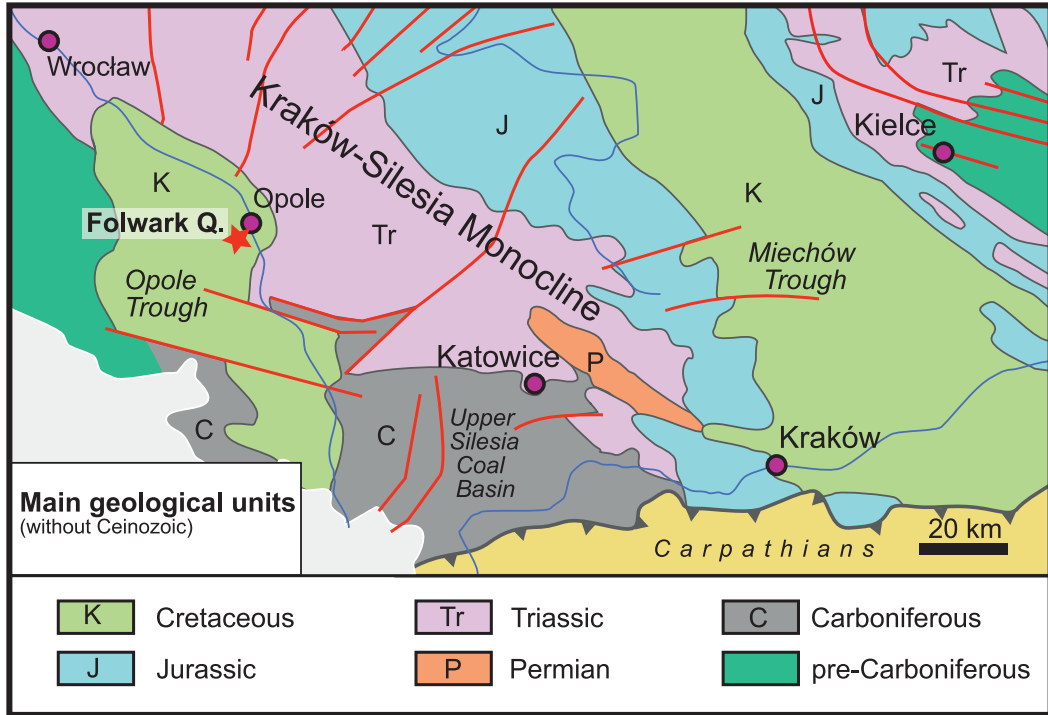 Wrocław
Tr
J
Kielce
Kraków-Silesia Monocline
J
K
K
Opole
Folwark Q.
Tr
Miechów
Trough
Opole
Trough
Katowice
P
Upper
Silesia
Coal
Basin
C
C
Kraków
Main geological units
(without Ceinozoic)
20 km
Carpathians
K Cretaceous
Tr Triassic
C Carboniferous
J Jurassic
P Permian
pre-Carboniferous